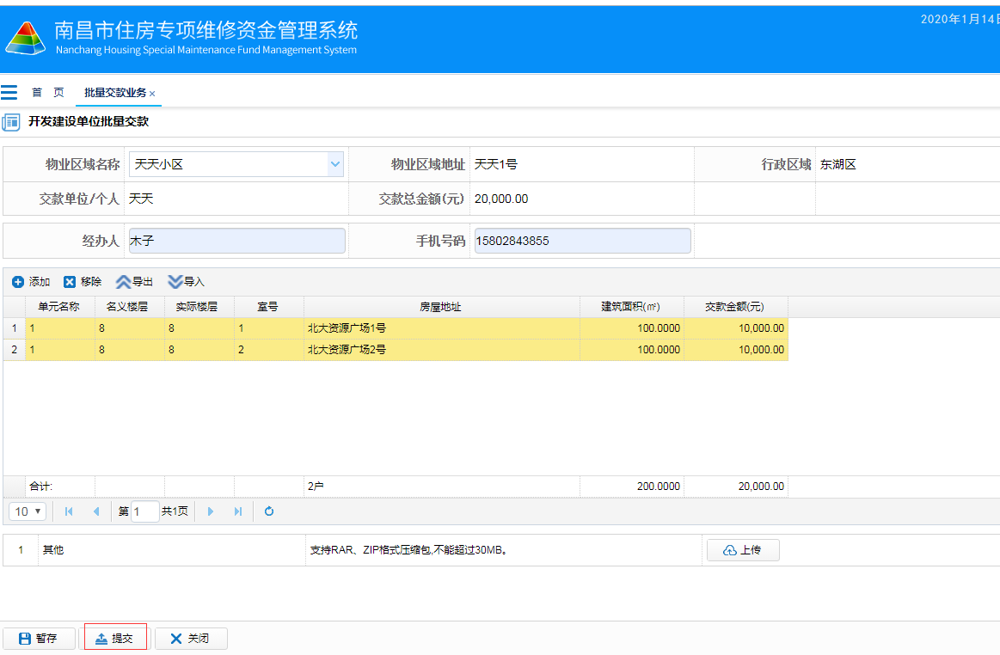 2020年1月14日
南昌市住房专项维修资金管理系统
Nanchang Housing Special Maintenance Fund Management System
首 页 批量交款业务 ×
开发建设单位批量交款
物业区域名称 天天小区 物业区域地址 天天1号 行政区域 东湖区
交款单位/个人 天天 交款总金额(元) 20,000.00
经办人 木子 手机号码 15802843855
添加 移除 导出 导入
单元名称 名义楼层 实际楼层 室号 房屋地址 建筑面积(㎡) 交款金额(元)
1 1 8 8 1 北大资源广场1号 100.0000 10,000.00
2 1 8 8 2 北大资源广场2号 100.0000 10,000.00
合计: 2户 200.0000 20,000.00
10 第 1 共1页
1 其他 支持RAR、ZIP格式压缩包,不能超过30MB。 上传
暂存 提交 关闭